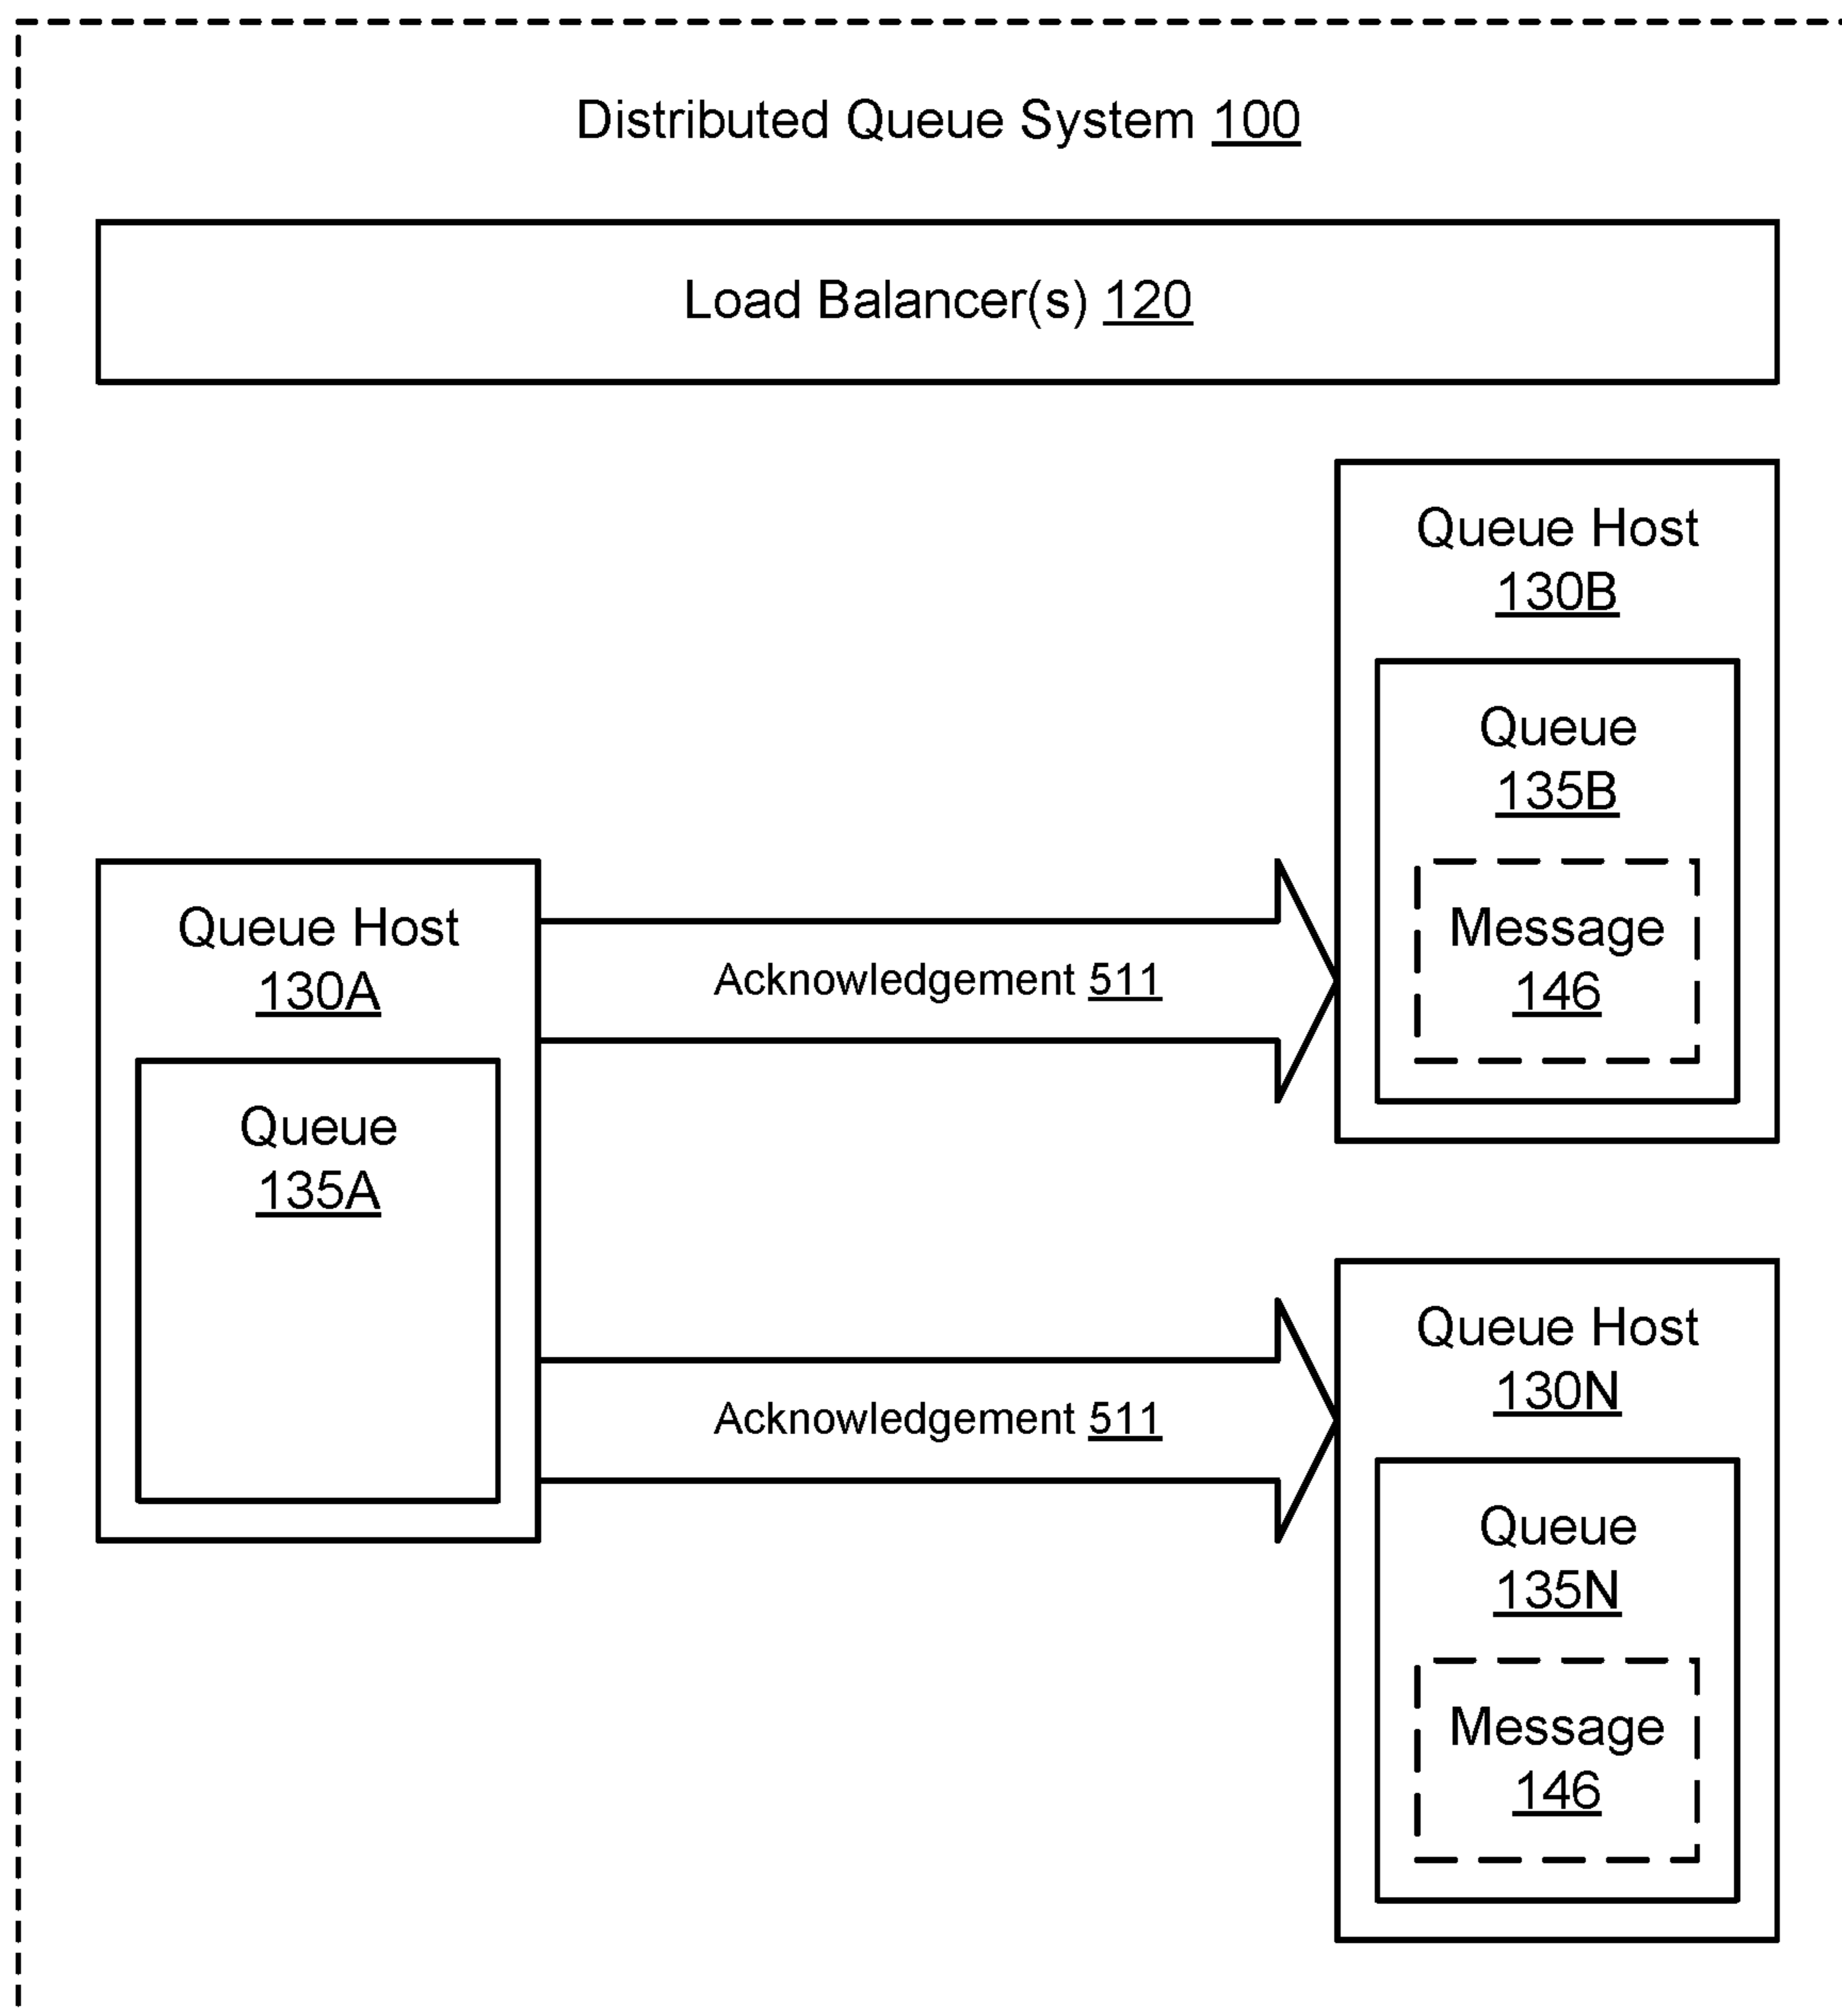 Distributed Queue System 100
Load Balancer(s) 120
Queue Host
130B
Queue
135B
Message
146
Queue Host
130A
Queue
135A
Acknowledgement 511
Acknowledgement 511
Queue Host
130N
Queue
135N
Message
146